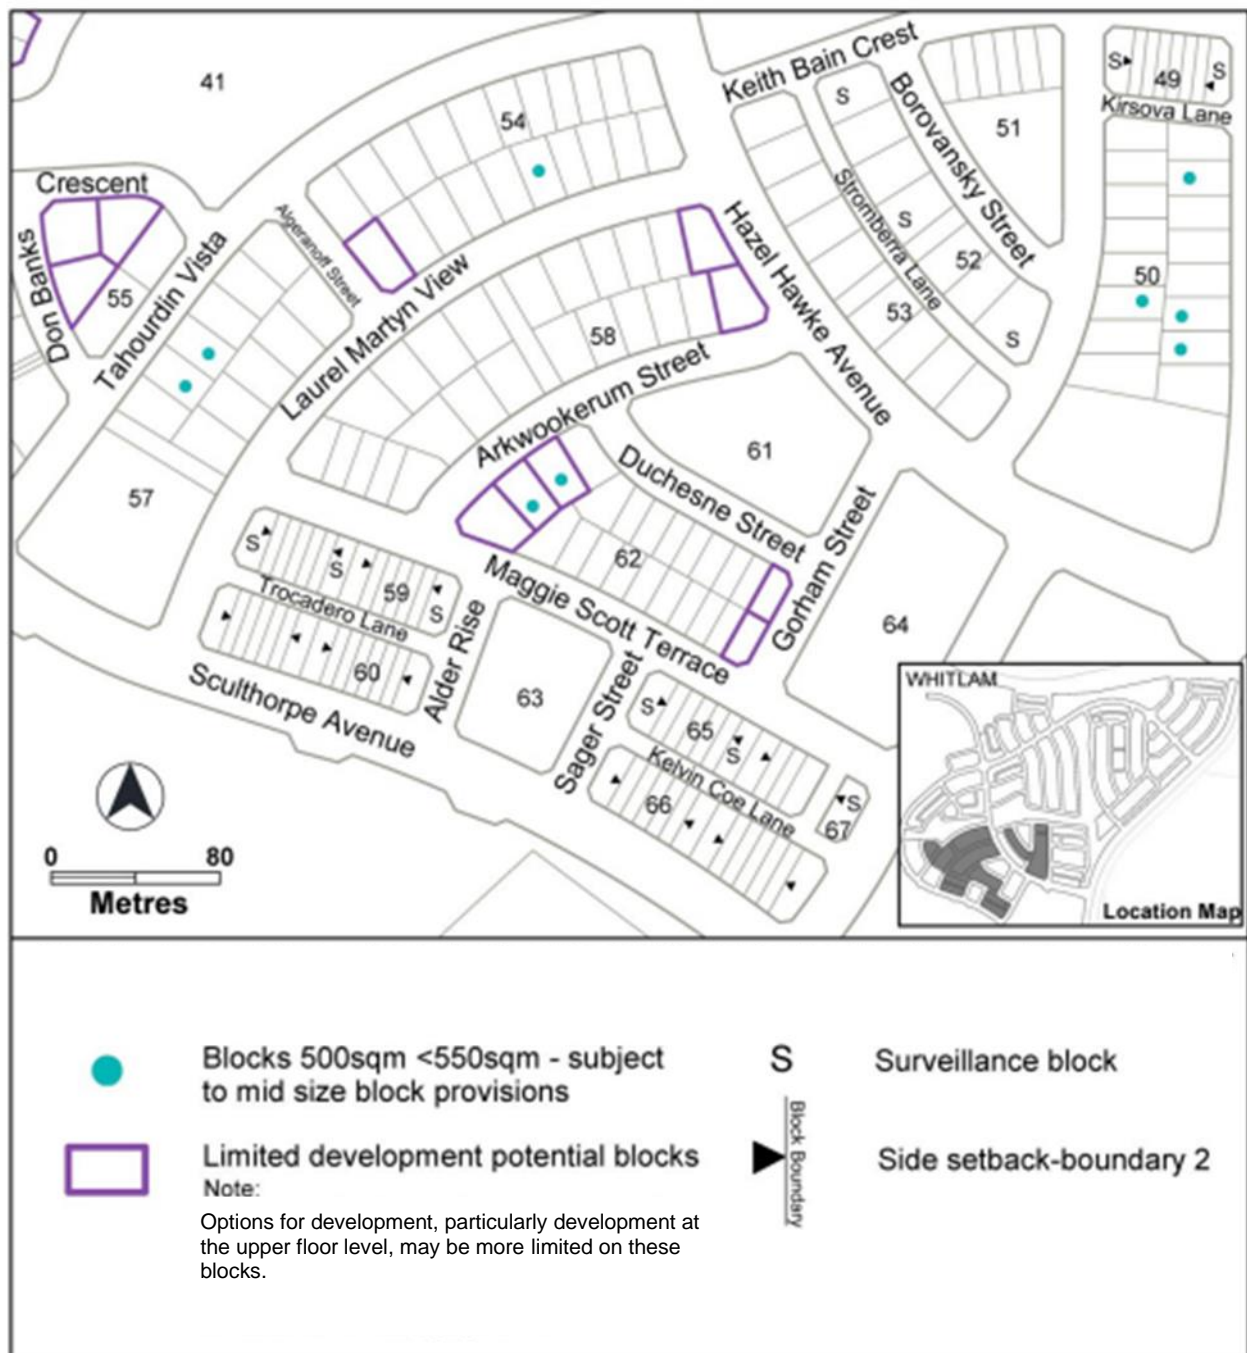 41
54
Keith Bain Crest
S
Borovansky Street
51
S
49
S
Kirsova Lane
Crescent
Algeranoff Street
Stromberra Lane
S
52
53
S
50
Hazel Hawke Avenue
Don Banks
55
Tahourdin Vista
Laurel Martyn View
58
Arkwookerum Street
61
Duchesne Street
57
62
Gorham Street
S
S
59
S
Trocadero Lane
60
Maggie Scott Terrace
64
Alder Rise
63
Sculthorpe Avenue
Sager Street
S
65
S
Kelvin Coe Lane
66
S
67
WHITLAM
Location Map
0 80
Metres
Blocks 500sqm <550sqm - subject
to mid size block provisions
S Surveillance block
Limited development potential blocks
Note:
Options for development, particularly development at
the upper floor level, may be more limited on these
blocks.
Block Boundary
Side setback-boundary 2